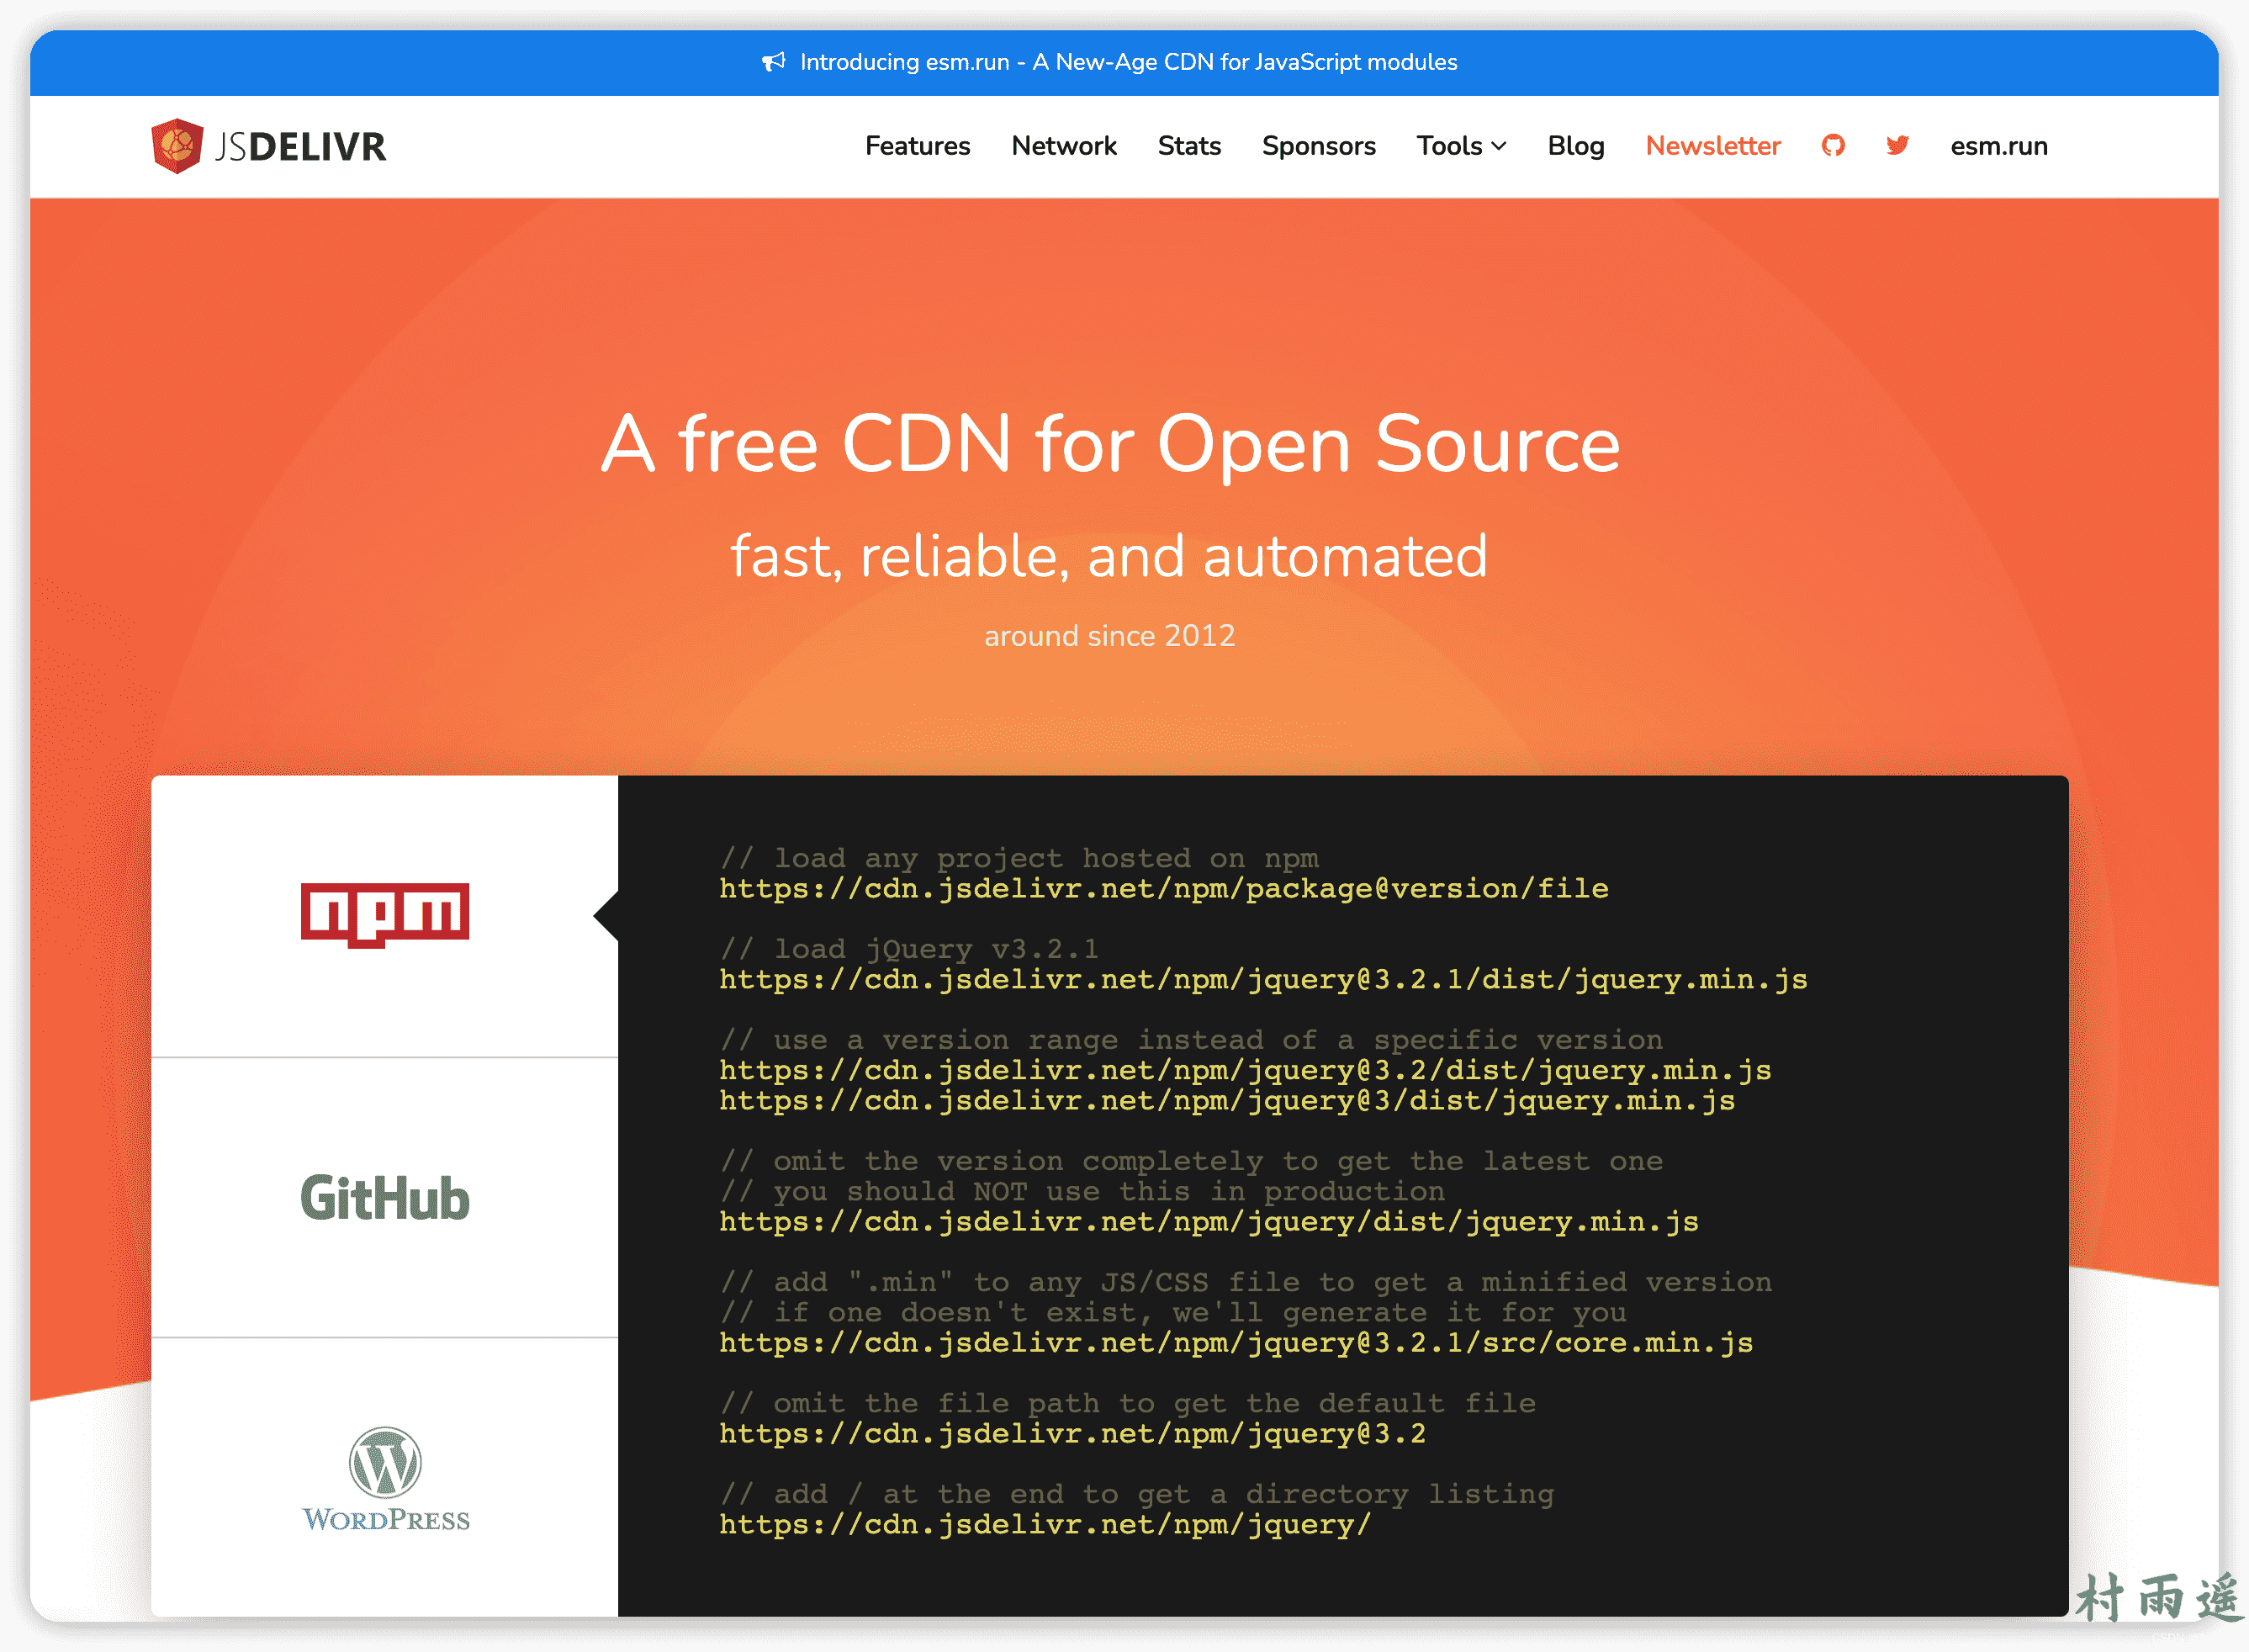 Introducing esm.run - A New-Age CDN for JavaScript modules
JSDELIVR
Features Network Stats Sponsors Tools Blog Newsletter esm.run
A free CDN for Open Source
fast, reliable, and automated
around since 2012
npm
GitHub
WORDPRESS
// load any project hosted on npm
https://cdn.jsdelivr.net/npm/package@version/file
// load jQuery v3.2.1
https://cdn.jsdelivr.net/npm/jquery@3.2.1/dist/jquery.min.js
// use a version range instead of a specific version
https://cdn.jsdelivr.net/npm/jquery@3.2/dist/jquery.min.js
https://cdn.jsdelivr.net/npm/jquery@3/dist/jquery.min.js
// omit the version completely to get the latest one
// you should NOT use this in production
https://cdn.jsdelivr.net/npm/jquery/dist/jquery.min.js
// add ".min" to any JS/CSS file to get a minified version
// if one doesn't exist, we'll generate it for you
https://cdn.jsdelivr.net/npm/jquery@3.2.1/src/core.min.js
// omit the file path to get the default file
https://cdn.jsdelivr.net/npm/jquery@3.2
// add / at the end to get a directory listing
https://cdn.jsdelivr.net/npm/jquery/
村雨遥